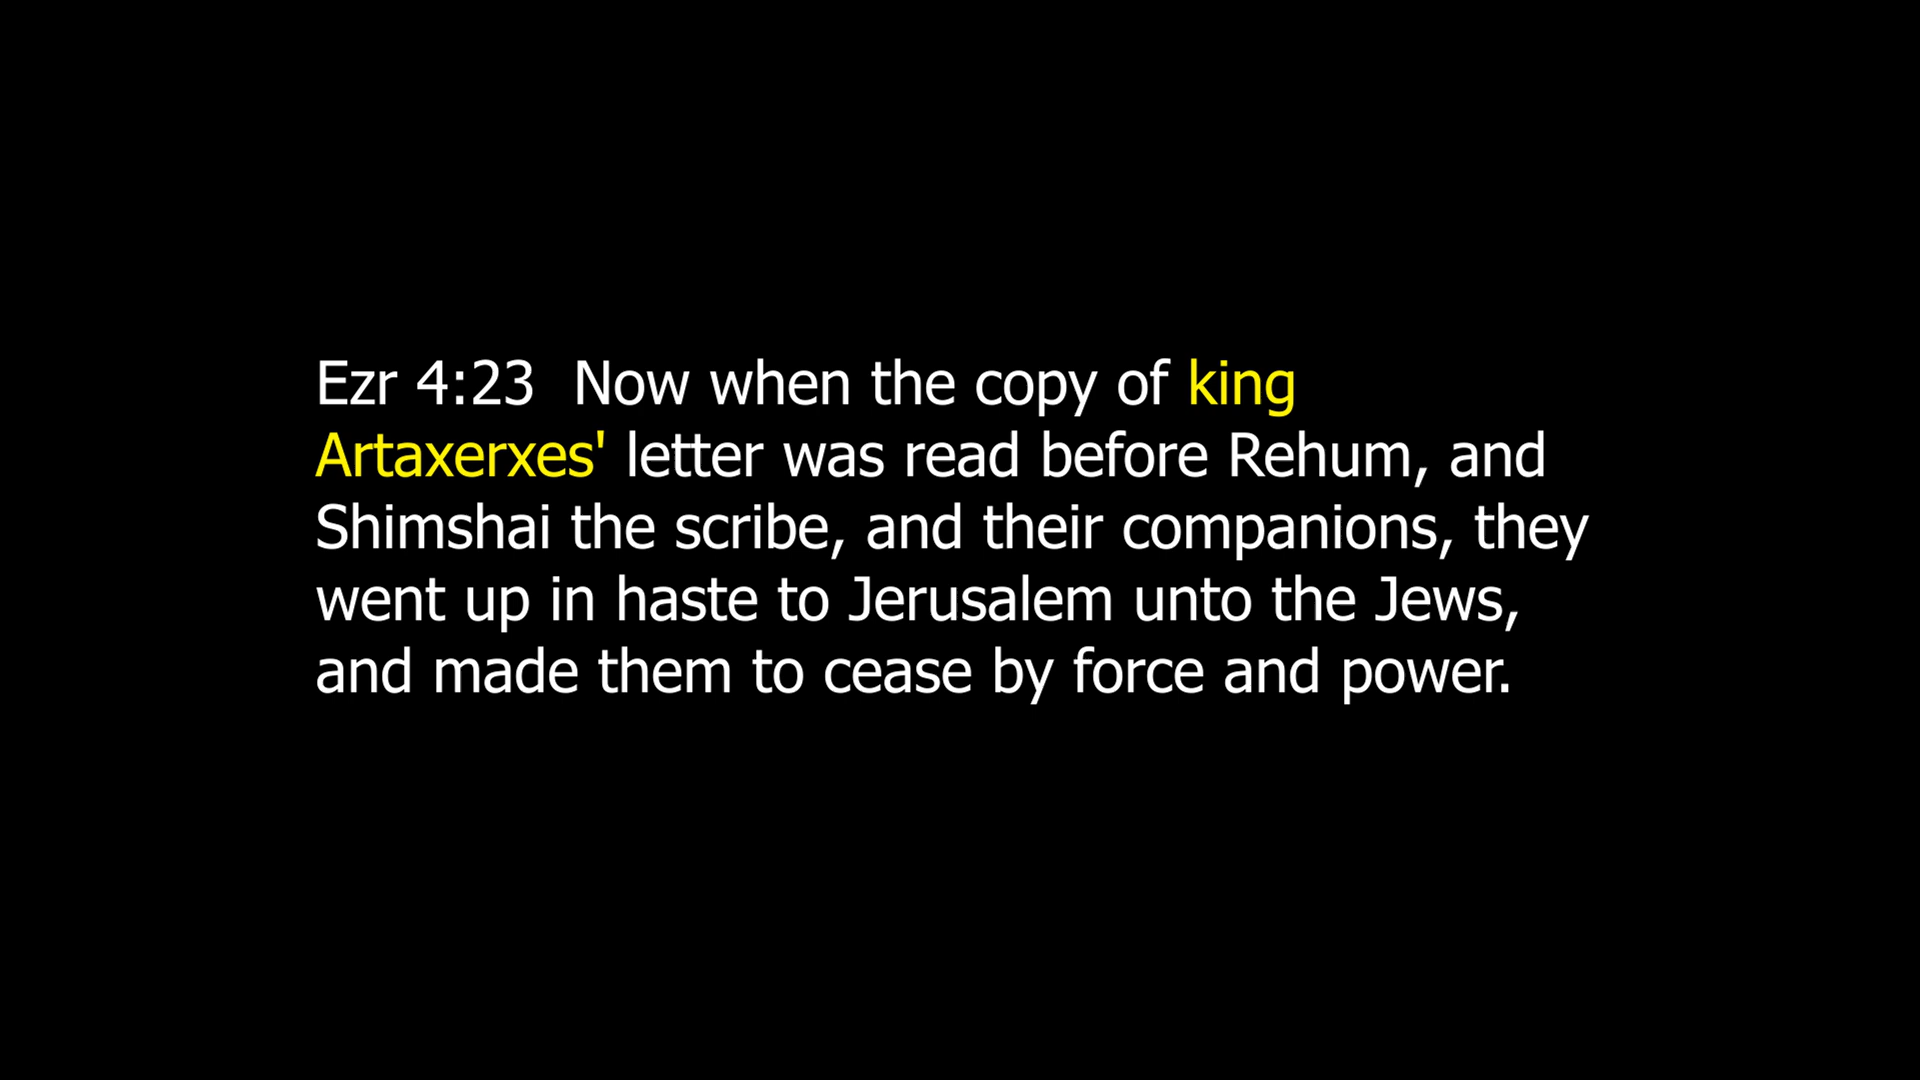 Ezr 4:23  Now when the copy of king
Artaxerxes' letter was read before Rehum, and
Shimshai the scribe, and their companions, they
went up in haste to Jerusalem unto the Jews,
and made them to cease by force and power.